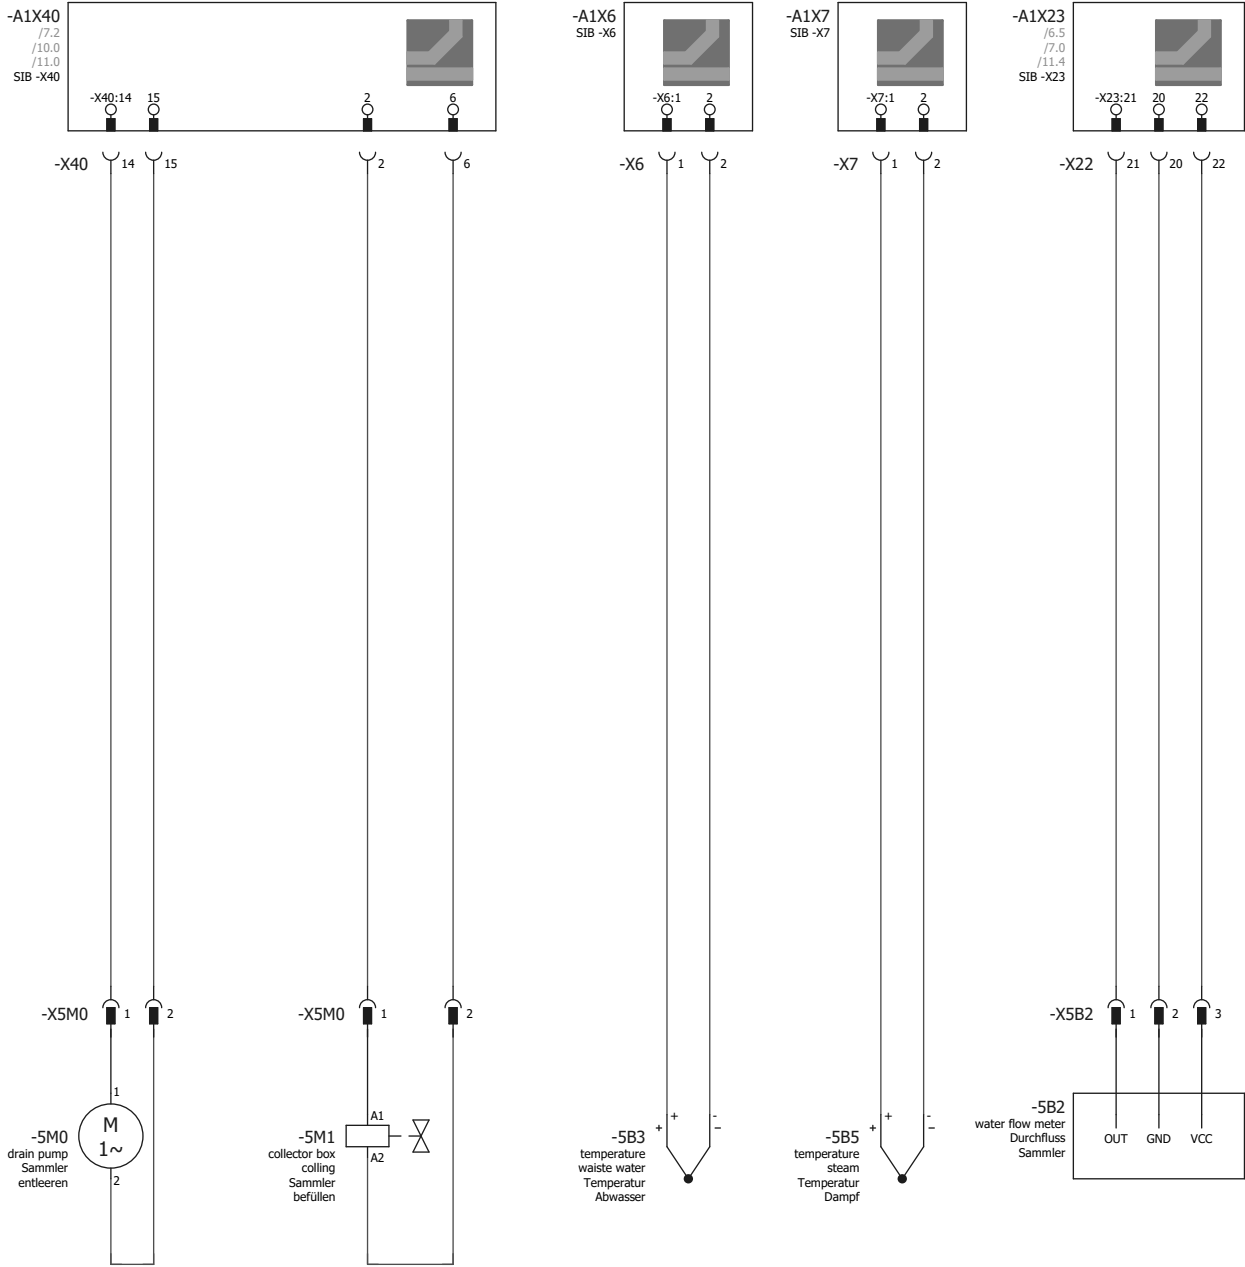 -A1X40
/7.2
/10.0
/11.0
SIB -X40
-X40:14 15 2 6
-A1X6
SIB -X6
-X6:1 2
-A1X7
SIB -X7
-X7:1 2
-A1X23
/6.5
/7.0
/11.4
SIB -X23
-X23:21 20 22
-X40 14 15 2 6
-X6 1 2
-X7 1 2
-X22 21 20 22
-X5M0 1 2
-X5M0 1 2
-X5B2 1 2 3
1
M
1~
2
-5M0
drain pump
Sammler
entleeren
A1
A2
-5M1
collector box
colling
Sammler
befüllen
+ -
+ −
-5B3
temperature
waiste water
Temperatur
Abwasser
+ -
+ −
-5B5
temperature
steam
Temperatur
Dampf
-5B2
water flow meter
Durchfluss
Sammler
OUT GND VCC